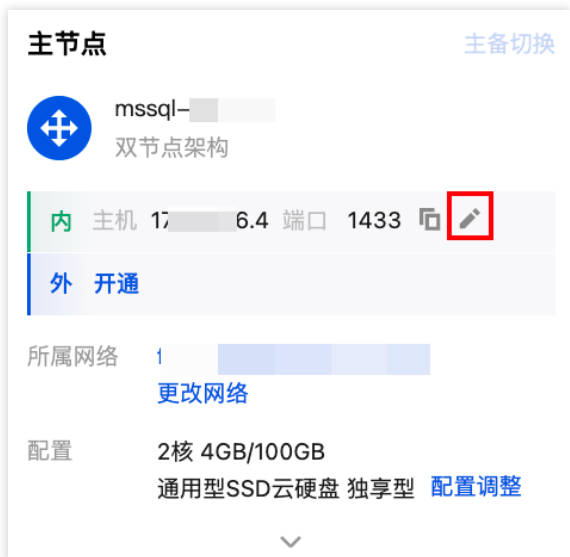 主节点 主备切换
mssql-
双节点架构
内 主机 17 6.4 端口 1433
外 开通
所属网络
更改网络
配置 2核 4GB/100GB
通用型SSD云硬盘 独享型 配置调整